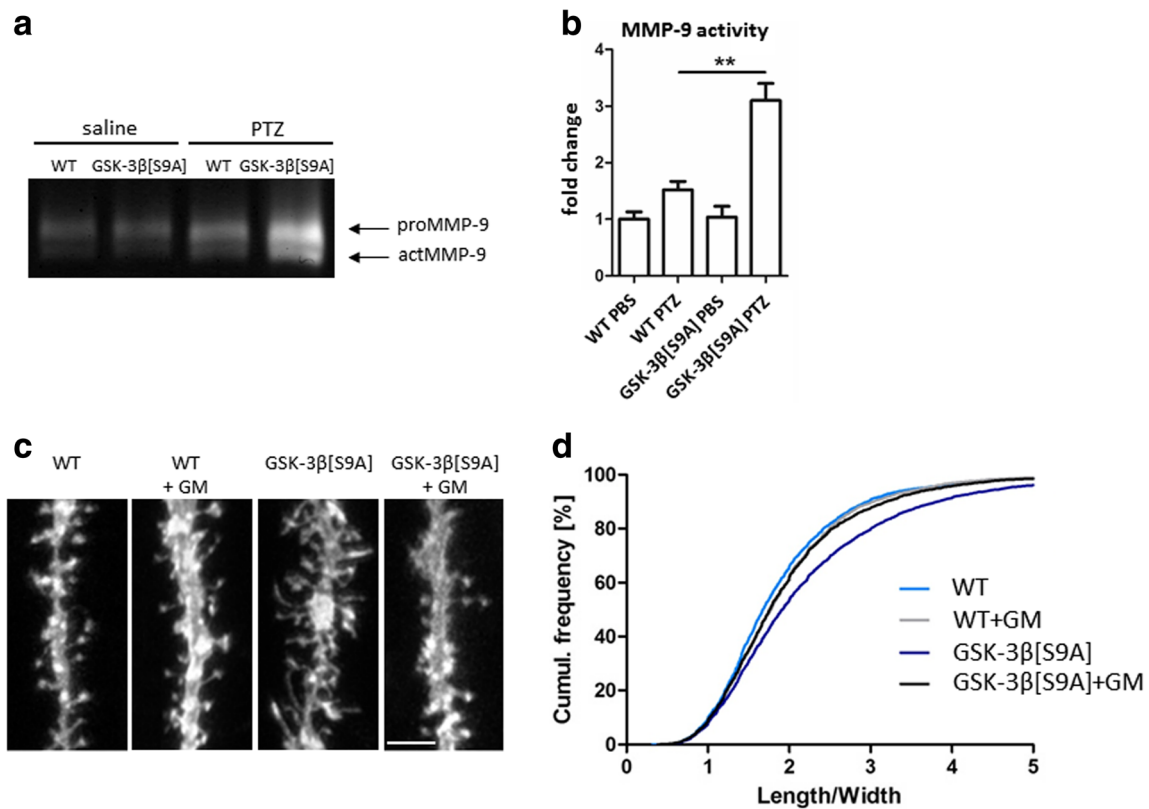 a
saline PTZ
WT GSK-3β[S9A] WT GSK-3β[S9A]
proMMP-9
actMMP-9
b
MMP-9 activity
**
fold change
4
3
2
1
0
WT PBS
WT PTZ
GSK-3β[S9A] PBS
GSK-3β[S9A] PTZ
c
WT
WT
+ GM
GSK-3β[S9A]
GSK-3β[S9A]
+ GM
d
Cumul. frequency [%]
100
80
60
40
20
0
0 1 2 3 4 5
Length/Width
WT
WT+GM
GSK-3β[S9A]
GSK-3β[S9A]+GM